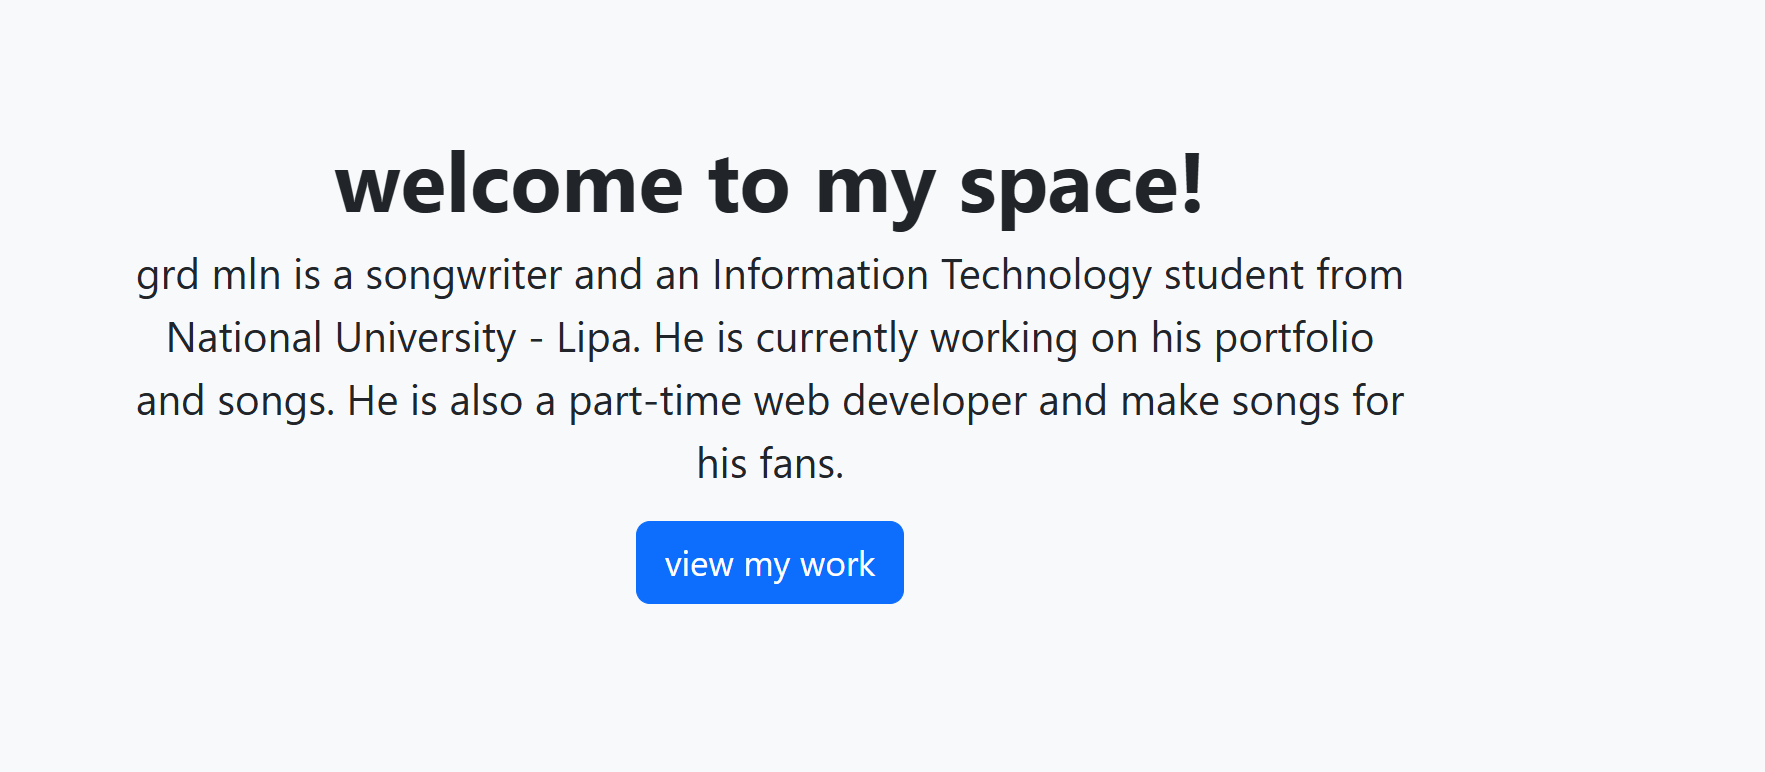 welcome to my space!
grd mln is a songwriter and an Information Technology student from
National University - Lipa. He is currently working on his portfolio
and songs. He is also a part-time web developer and make songs for
his fans.
view my work